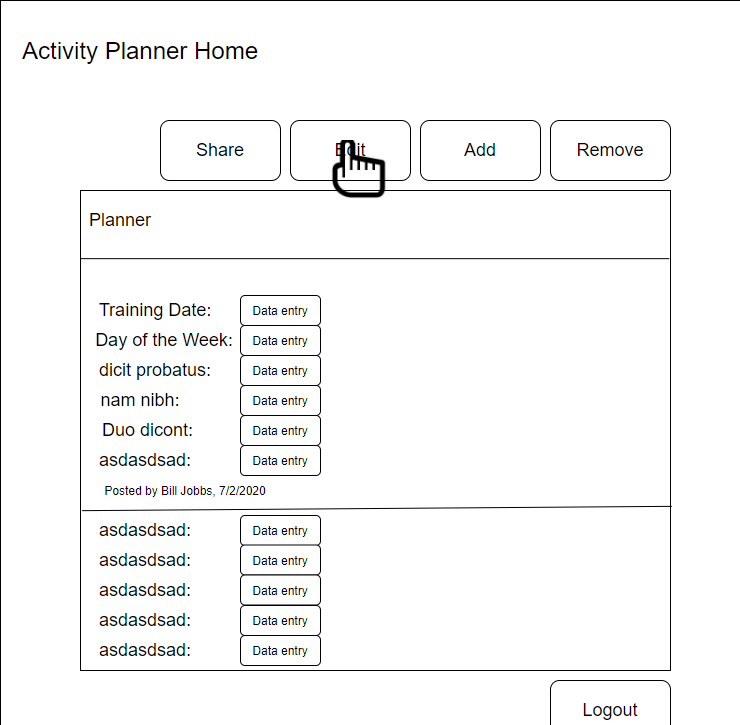 Activity Planner Home
Share Edit Add Remove
Planner
Training Date: Data entry
Day of the Week: Data entry
dicit probatus: Data entry
nam nibh: Data entry
Duo dicont: Data entry
asdasdsad: Data entry
Posted by Bill Jobbs, 7/2/2020
asdasdsad: Data entry
asdasdsad: Data entry
asdasdsad: Data entry
asdasdsad: Data entry
asdasdsad: Data entry
Logout